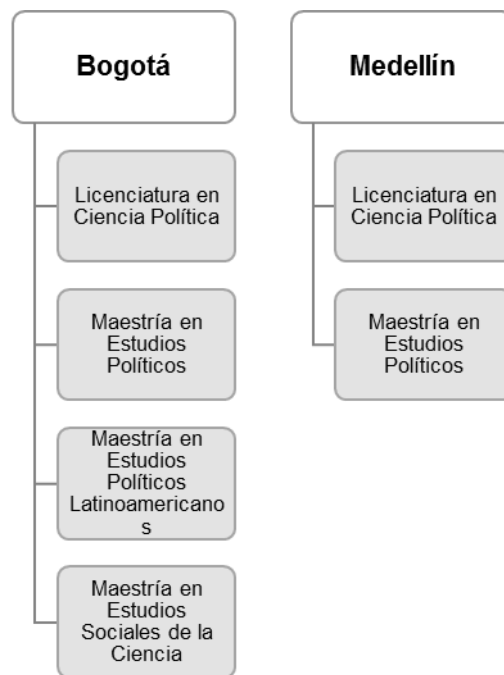 Bogotá
Licenciatura en
Ciencia Política
Maestría en
Estudios
Políticos
Maestría en
Estudios
Políticos
Latinoamericano
s
Maestría en
Estudios
Sociales de la
Ciencia
Medellín
Licenciatura en
Ciencia Política
Maestría en
Estudios
Políticos